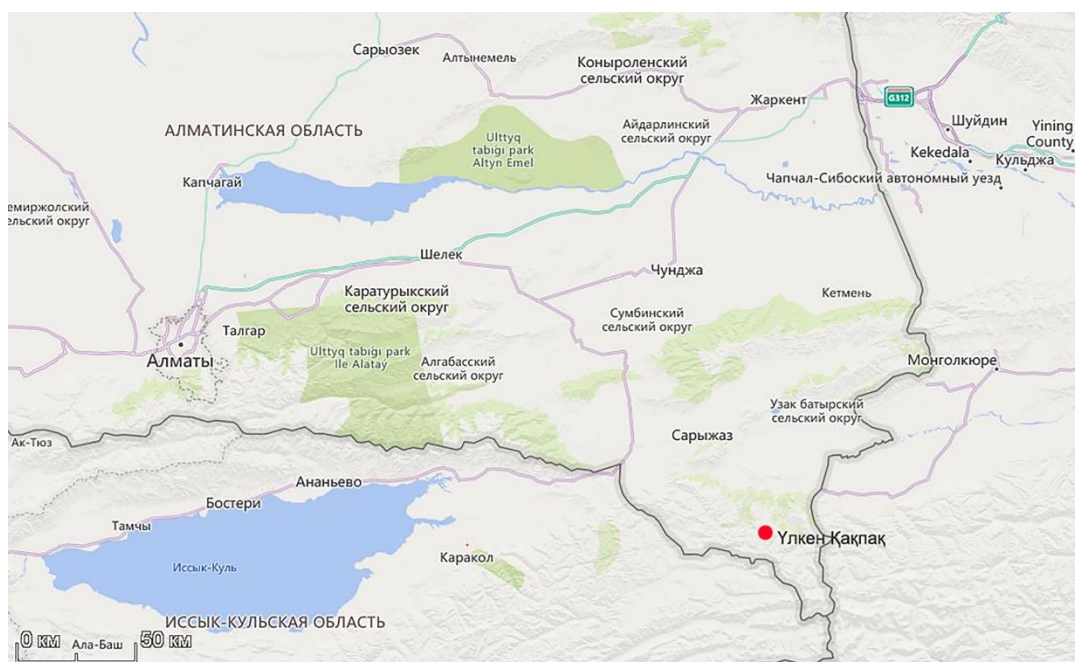 Сарыозек
Алтынемель
Коныроленский
сельский округ
Жаркент
G312
АЛМАТИНСКАЯ ОБЛАСТЬ
Ulttyq
tabıǵı park
Altyn Emel
Айдарлинский
сельский округ
Шуйдин
Yining
County
Kekedala
Кульджа
Капчагай
Чапчал-Сибоский автономный уезд
емиржолский
ельский округ
Шелек
Чунджа
Каратурыкский
сельский округ
Кетмень
Талгар
Сумбинский
сельский округ
Алматы
Ulttyq tabıǵı park
Ile Alataý
Алгабасский
сельский округ
Монголкюре
Узак батырский
сельский округ
Ак-Тюз
Сарыжаз
Ананьево
Бостери
Тамчы
Үлкен Қақпақ
Каракол
Иссык-Куль
ИССЫК-КУЛЬСКАЯ ОБЛАСТЬ
0 км
Ала-Баш
50 км